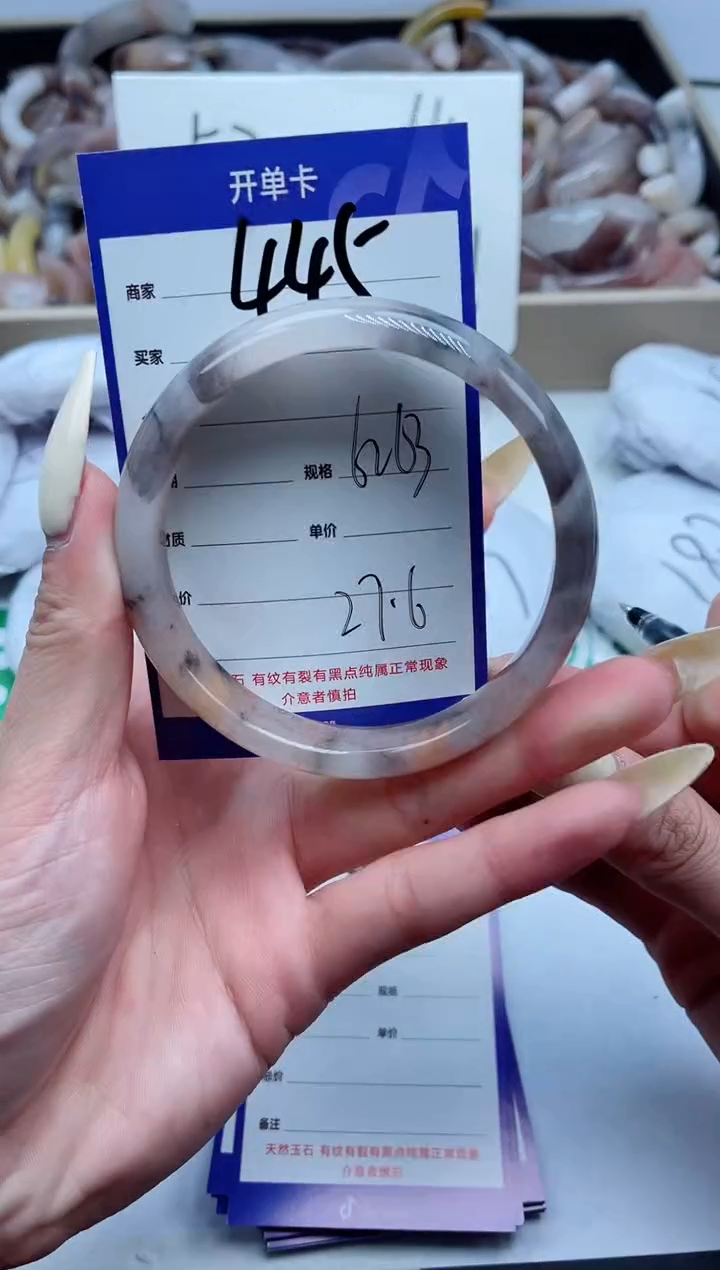 开单卡
商家 445
买家
规格 6263
材质 单价
价 27.6
石 有纹有裂有黑点纯属正常现象
介意者慎拍
182
规格
单价
总价
备注
天然玉石 有纹有裂有黑点纯属正常现象
介意者慎拍